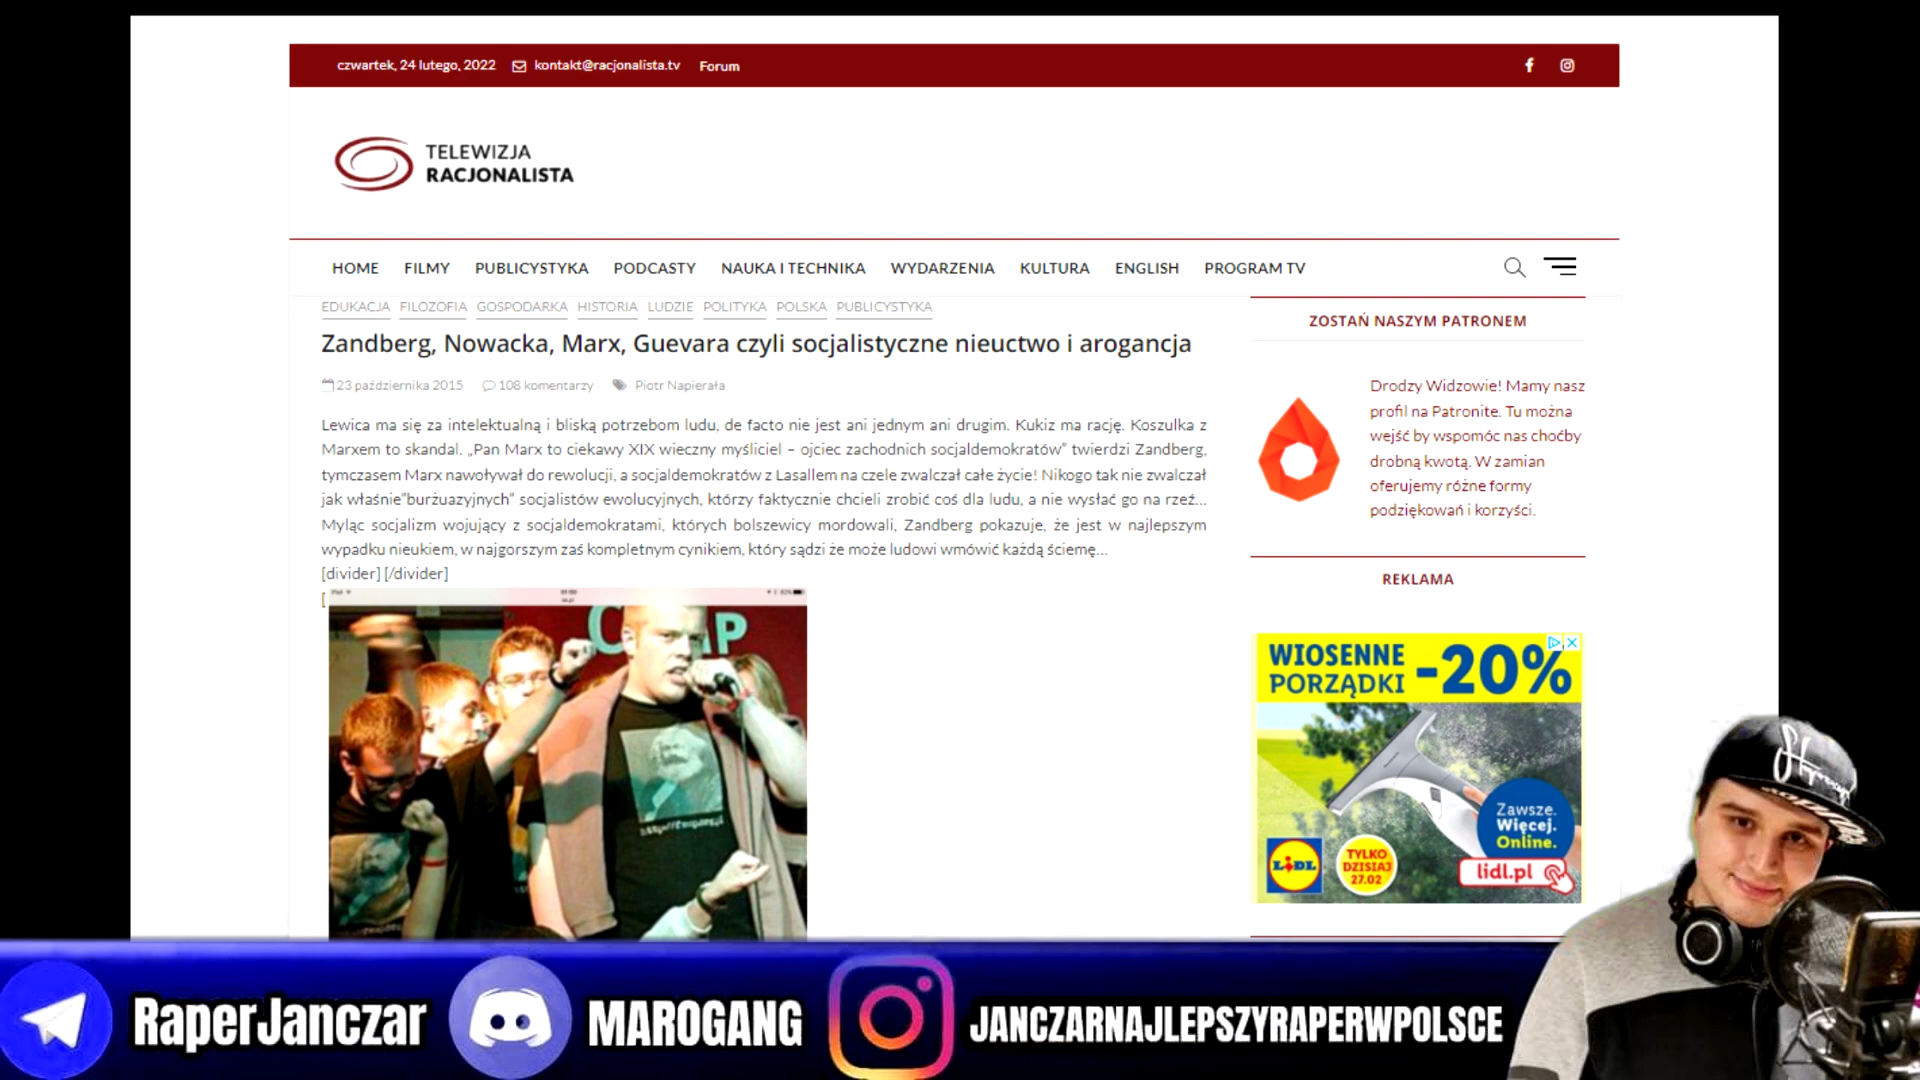 czwartek, 24 lutego, 2022 kontakt@racjonalista.tv Forum
TELEWIZJA
RACJONALISTA
HOME FILMY PUBLICYSTYKA PODCASTY NAUKA I TECHNIKA WYDARZENIA KULTURA ENGLISH PROGRAM TV
EDUKACJA FILOZOFIA GOSPODARKA HISTORIA LUDZIE POLITYKA POLSKA PUBLICYSTYKA
Zandberg, Nowacka, Marx, Guevara czyli socjalistyczne nieuctwo i arogancja
23 października 2015 108 komentarzy Piotr Napierała
Lewica ma się za intelektualną i bliską potrzebom ludu, de facto nie jest ani jednym ani drugim. Kukiz ma rację. Koszulka z
Marxem to skandal. „Pan Marx to ciekawy XIX wieczny myśliciel – ojciec zachodnich socjaldemokratów" twierdzi Zandberg,
tymczasem Marx nawoływał do rewolucji, a socjaldemokratów z Lasallem na czele zwalczał całe życie! Nikogo tak nie zwalczał
jak właśnie"burżuazyjnych" socjalistów ewolucyjnych, którzy faktycznie chcieli zrobić coś dla ludu, a nie wysłać go na rzeź...
Myląc socjalizm wojujący z socjaldemokratami, których bolszewicy mordowali, Zandberg pokazuje, że jest w najlepszym
wypadku nieukiem, w najgorszym zaś kompletnym cynikiem, który sądzi że może ludowi wmówić każdą ściemę...
[divider] [/divider]
[
ZOSTAŃ NASZYM PATRONEM
Drodzy Widzowie! Mamy nasz
profil na Patronite. Tu można
wejść by wspomóc nas choćby
drobną kwotą. W zamian
oferujemy różne formy
podziękowań i korzyści.
REKLAMA
WIOSENNE
PORZĄDKI
-20%
Zawsze.
Więcej.
Online.
LIDL
TYLKO
DZISIAJ
27.02
lidl.pl
RaperJanczar
MAROGANG
JANCZARNAJLEPSZYRAPERWPOLSCE